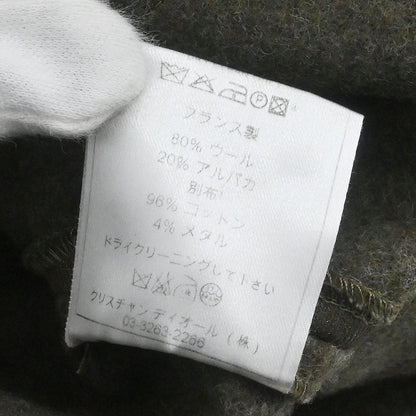 フランス製
80% ウール
20% アルパカ
別布
96% コットン
4% メタル
ドライクリーニングして下さい
クリスチャン ディオール (株)
03-3263-2266